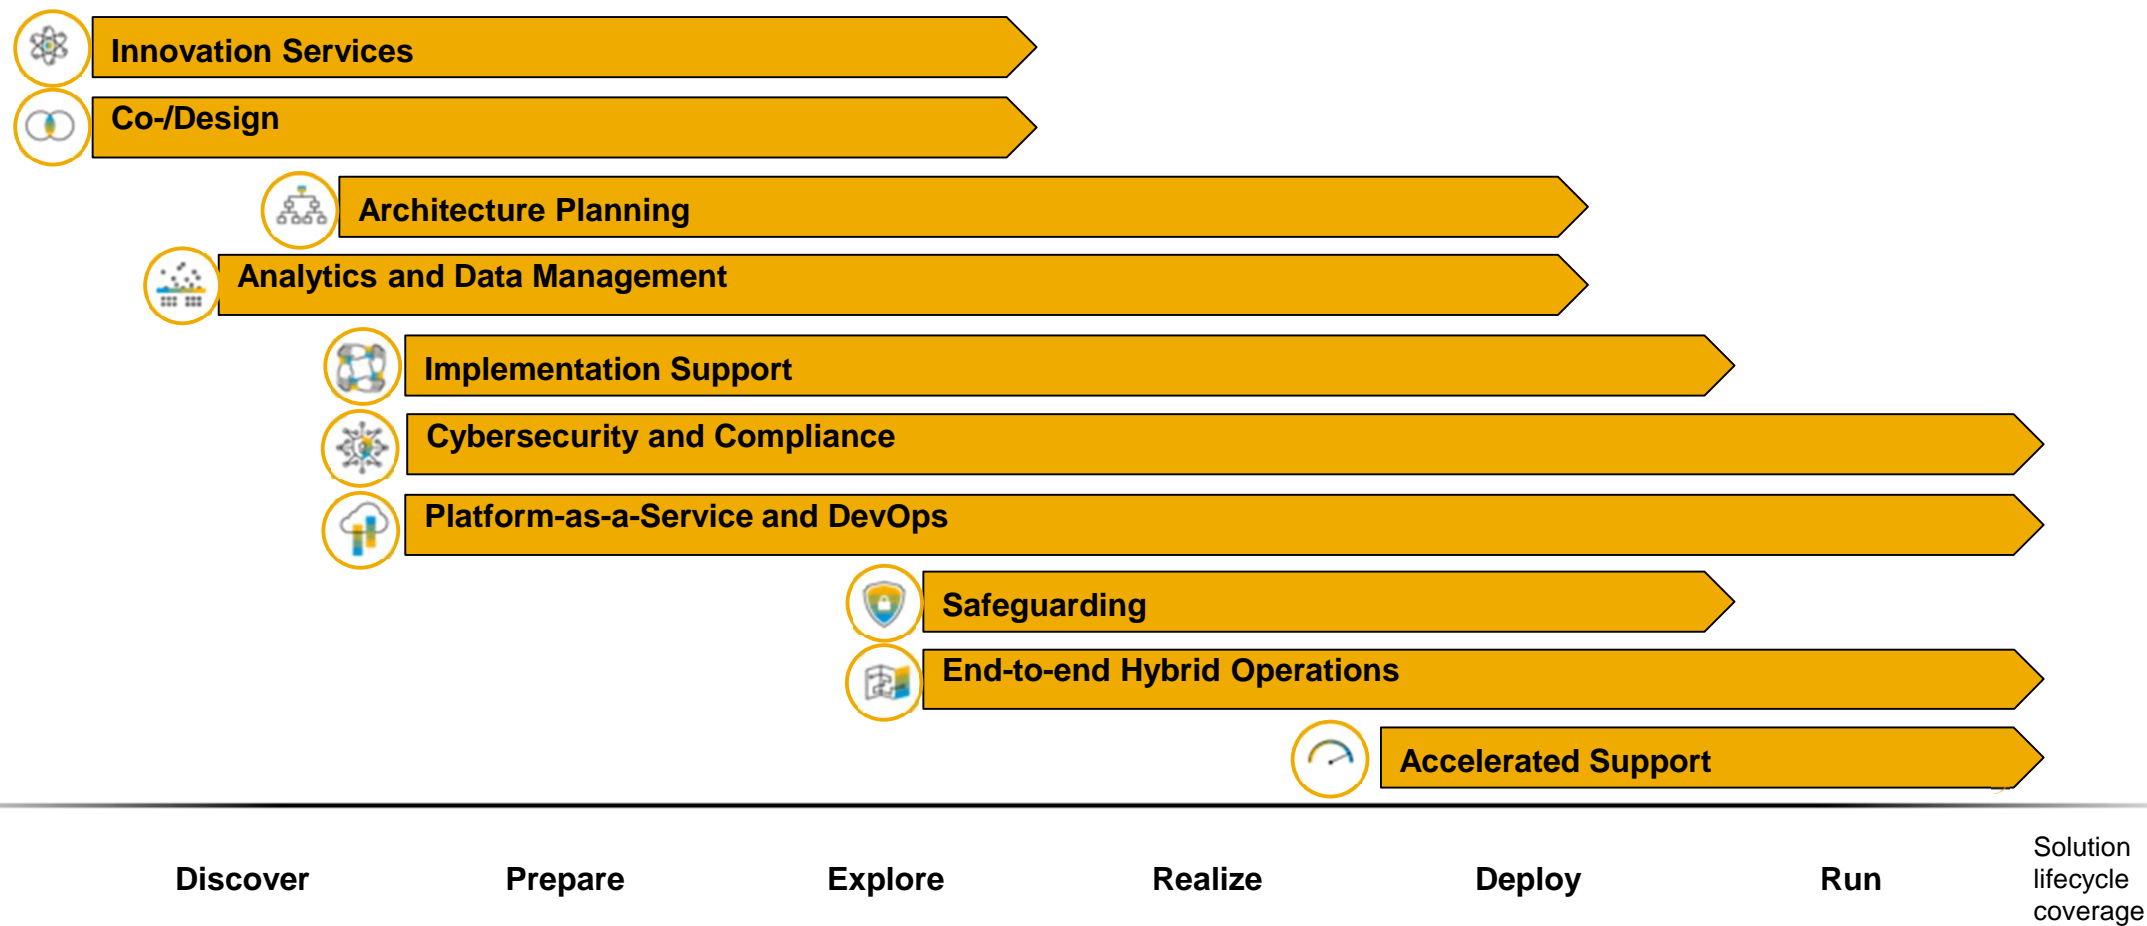 Innovation Services
Co-/Design
Architecture Planning
Analytics and Data Management
Implementation Support
Cybersecurity and Compliance
Platform-as-a-Service and DevOps
Safeguarding
End-to-end Hybrid Operations
Accelerated Support
Discover
Prepare
Explore
Realize
Deploy
Run
Solution
lifecycle
coverage